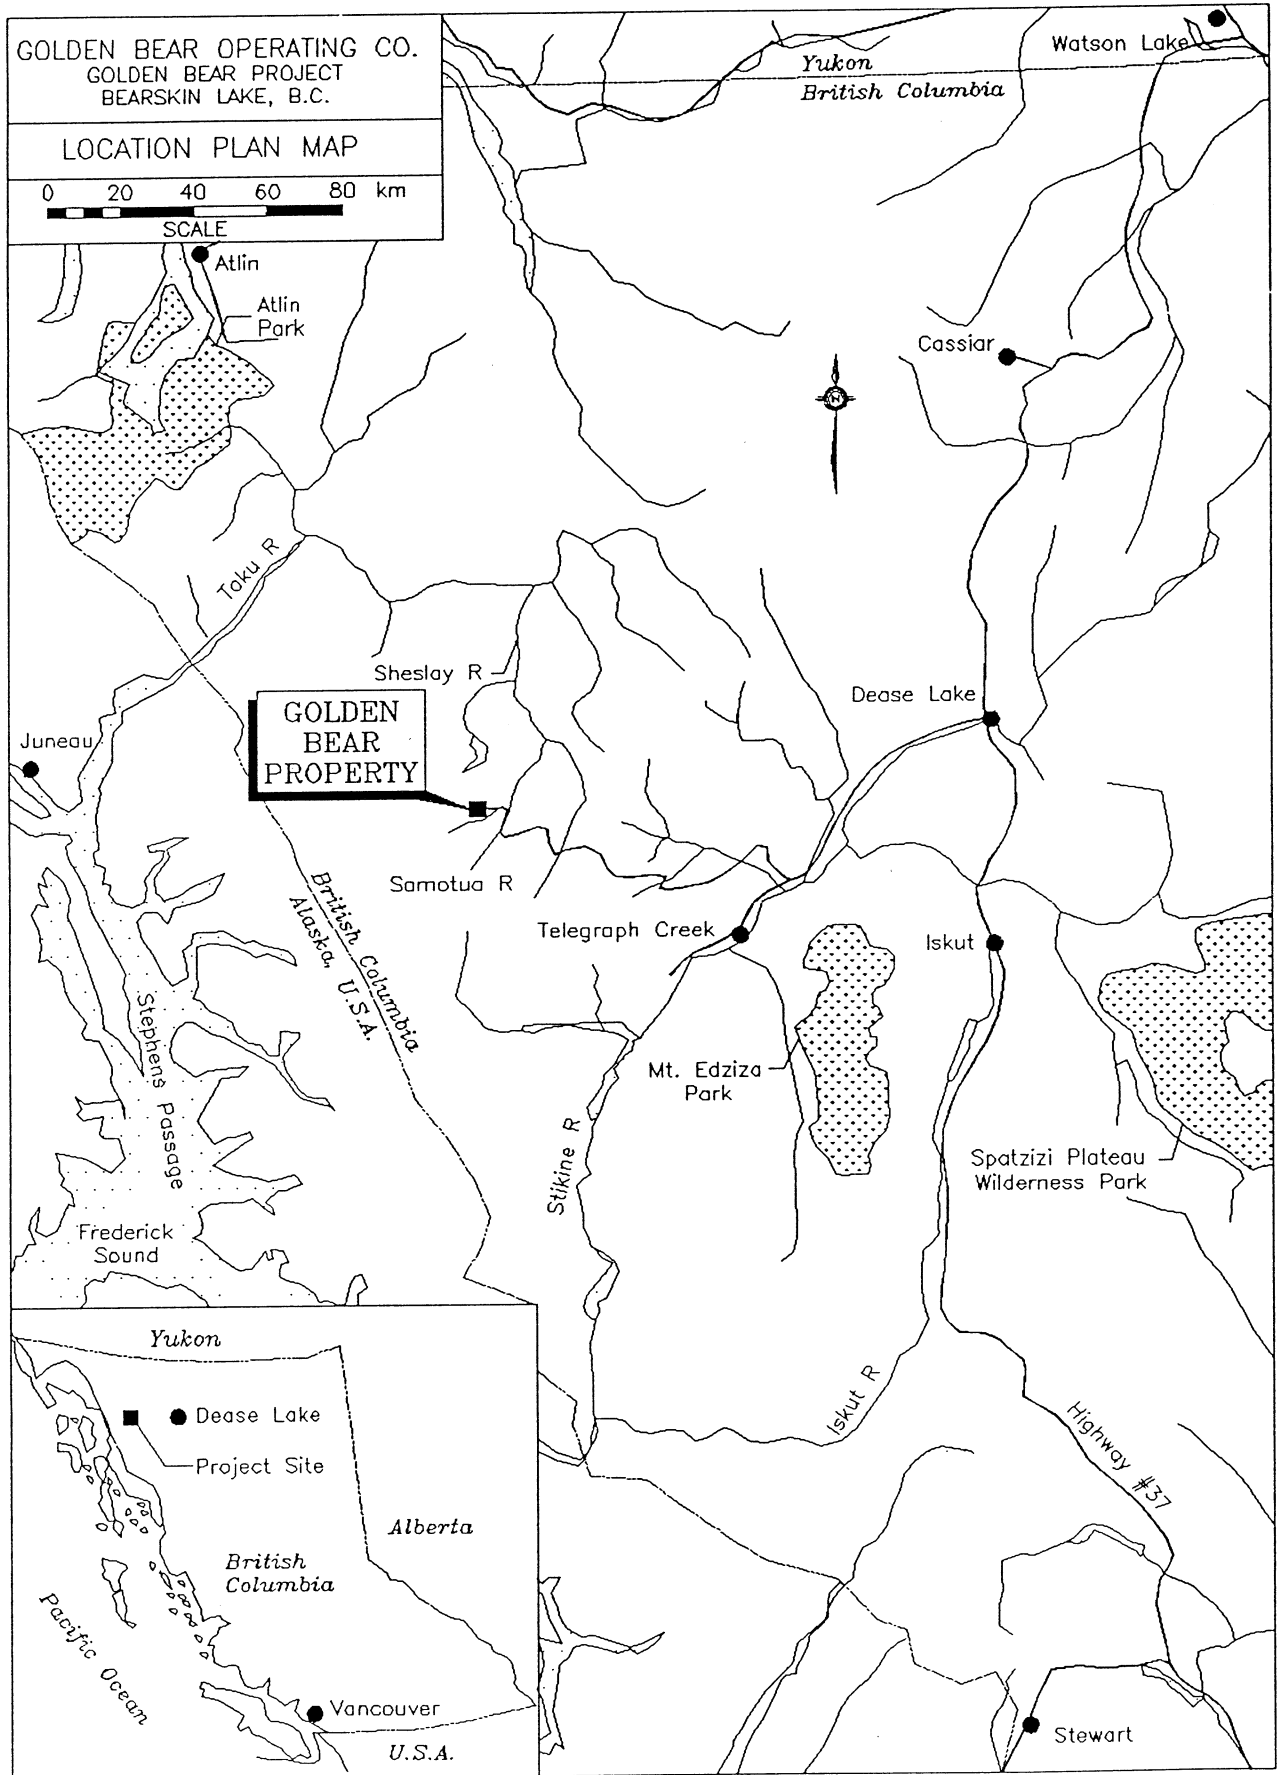 GOLDEN BEAR OPERATING CO.
GOLDEN BEAR PROJECT
BEARSKIN LAKE, B.C.
LOCATION PLAN MAP
0 20 40 60 80 km
SCALE
Watson Lake
Yukon
British Columbia
Atlin
Atlin
Park
Cassiar
N
Taku R
Sheslay R
Dease Lake
GOLDEN
BEAR
PROPERTY
Juneau
Samotua R
British Columbia
Alaska, U.S.A.
Telegraph Creek
Iskut
Stephens Passage
Mt. Edziza
Park
Stikine R
Spatzizi Plateau
Wilderness Park
Frederick
Sound
Iskut R
Highway #37
Stewart
Yukon
Dease Lake
Project Site
Alberta
British
Columbia
Pacific Ocean
Vancouver
U.S.A.